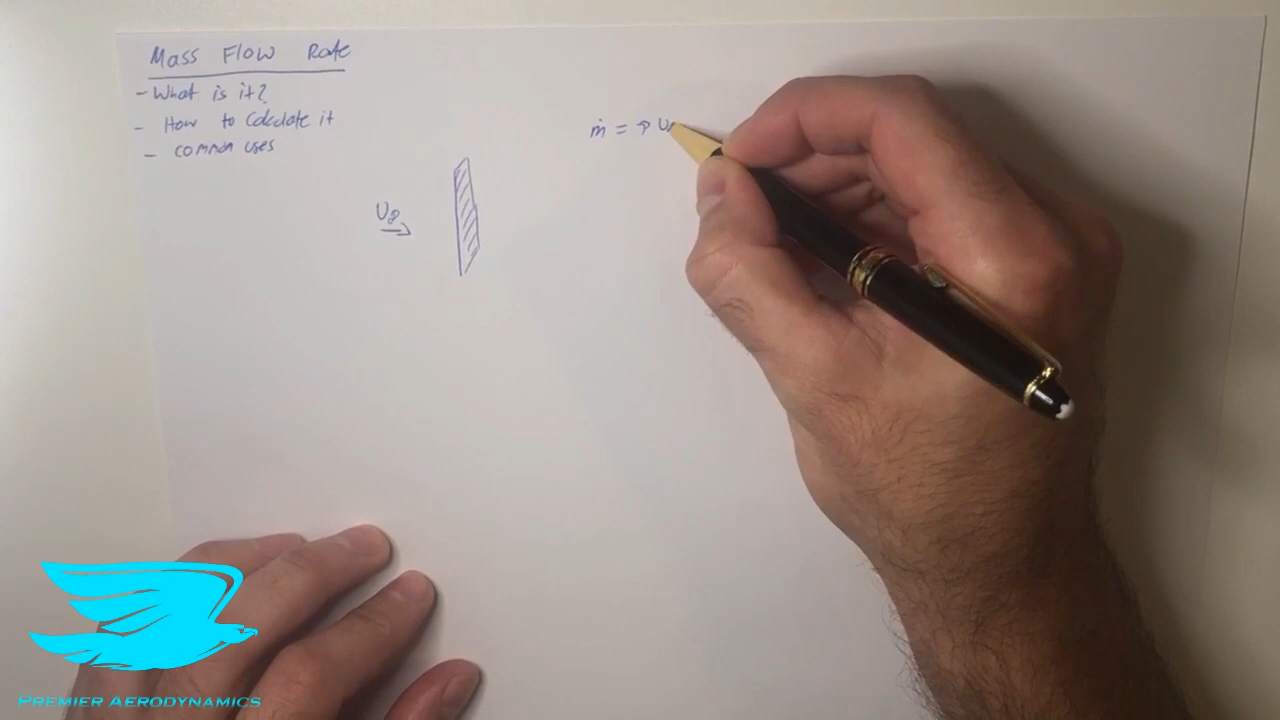 Mass Flow Rate
- What is it?
- How to Calculate it
- common uses
ṁ = ρ U∞
U∞
PREMIER AERODYNAMICS